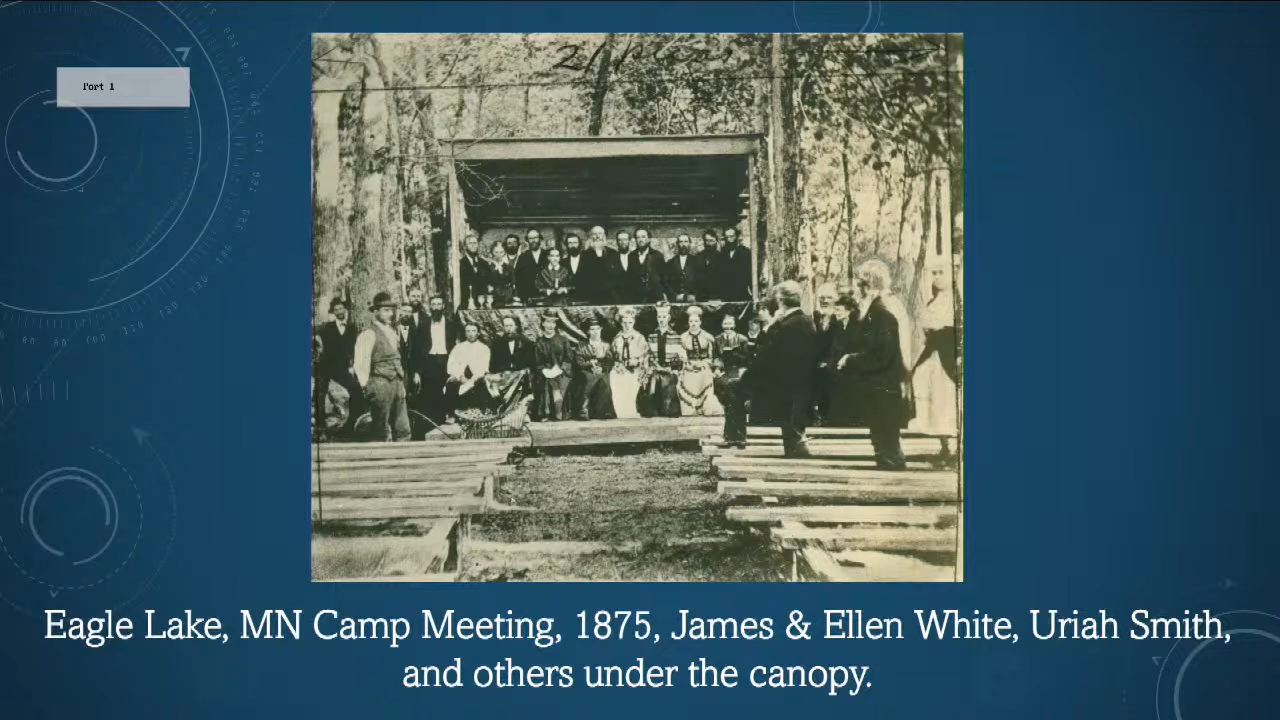 Port 1
Eagle Lake, MN Camp Meeting, 1875, James & Ellen White, Uriah Smith,
and others under the canopy.